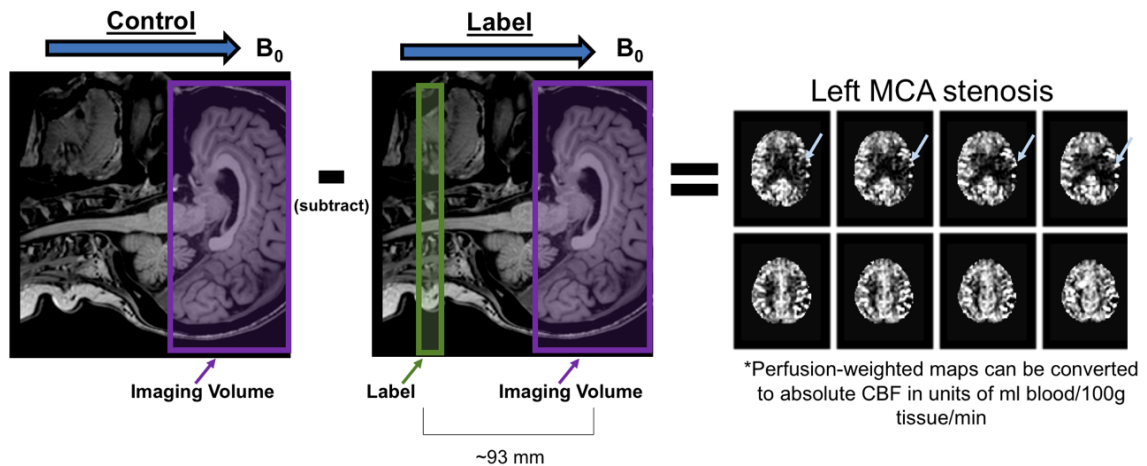 Control
B0
Label
B0
Left MCA stenosis
(subtract)
Imaging Volume
Label
Imaging Volume
~93 mm
*Perfusion-weighted maps can be converted
to absolute CBF in units of ml blood/100g
tissue/min